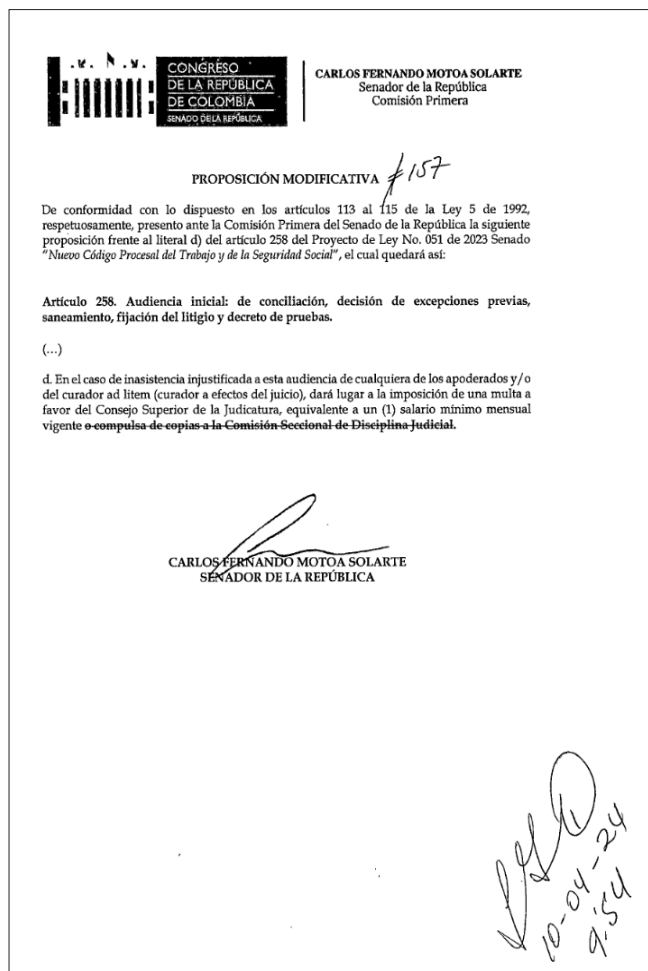 CONGRESO
DE LA REPÚBLICA
DE COLOMBIA
SENADO DE LA REPÚBLICA
CARLOS FERNANDO MOTOA SOLARTE
Senador de la República
Comisión Primera
PROPOSICIÓN MODIFICATIVA #157
De conformidad con lo dispuesto en los artículos 113 al 115 de la Ley 5 de 1992,
respetuosamente, presento ante la Comisión Primera del Senado de la República la siguiente
proposición frente al literal d) del artículo 258 del Proyecto de Ley No. 051 de 2023 Senado
"Nuevo Código Procesal del Trabajo y de la Seguridad Social", el cual quedará así:
Artículo 258. Audiencia inicial: de conciliación, decisión de excepciones previas,
saneamiento, fijación del litigio y decreto de pruebas.
(...)
d. En el caso de inasistencia injustificada a esta audiencia de cualquiera de los apoderados y/o
del curador ad litem (curador a efectos del juicio), dará lugar a la imposición de una multa a
favor del Consejo Superior de la Judicatura, equivalente a un (1) salario mínimo mensual
vigente o compulsa de copias a la Comisión Seccional de Disciplina Judicial.
CARLOS FERNANDO MOTOA SOLARTE
SENADOR DE LA REPÚBLICA
10-04-24
9:54